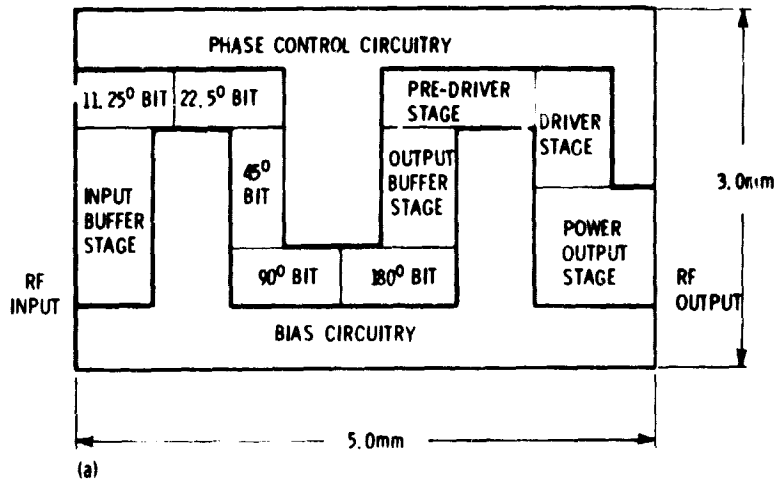 PHASE CONTROL CIRCUITRY
11.25° BIT
22.5° BIT
PRE-DRIVER
STAGE
DRIVER
STAGE
45°
BIT
OUTPUT
BUFFER
STAGE
INPUT
BUFFER
STAGE
3.0mm
POWER
OUTPUT
STAGE
RF
INPUT
90° BIT
180° BIT
RF
OUTPUT
BIAS CIRCUITRY
5.0mm
(a)